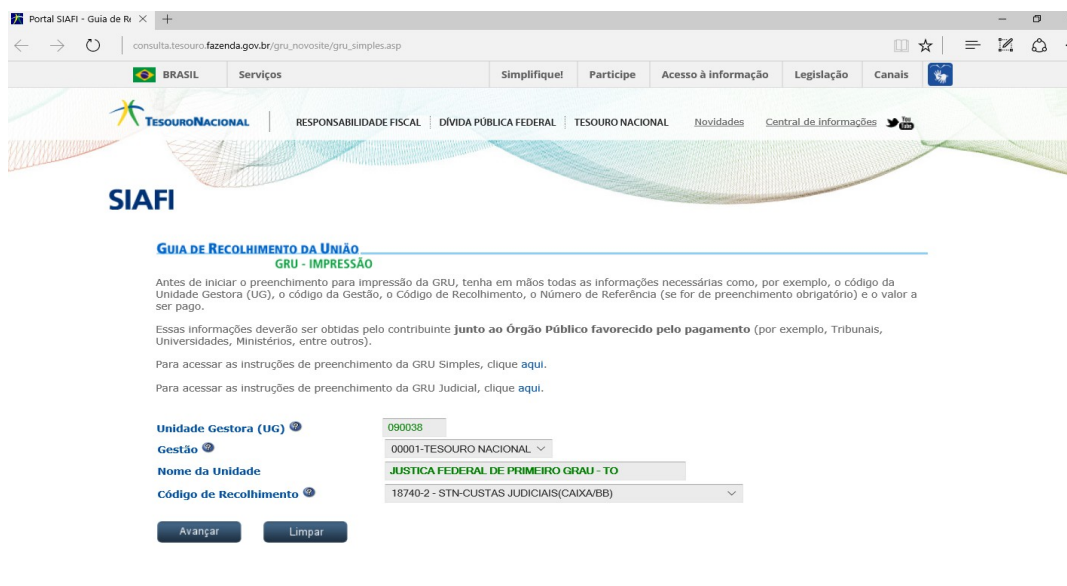 Portal SIAFI - Guia de Re
consulta.tesouro.fazenda.gov.br/gru_novosite/gru_simples.asp
BRASIL Serviços Simplifique! Participe Acesso à informação Legislação Canais
TESOURONACIONAL RESPONSABILIDADE FISCAL DÍVIDA PÚBLICA FEDERAL TESOURO NACIONAL Novidades Central de informações You Tube
SIAFI
GUIA DE RECOLHIMENTO DA UNIÃO
GRU - IMPRESSÃO
Antes de iniciar o preenchimento para impressão da GRU, tenha em mãos todas as informações necessárias como, por exemplo, o código da
Unidade Gestora (UG), o código da Gestão, o Código de Recolhimento, o Número de Referência (se for de preenchimento obrigatório) e o valor a
ser pago.
Essas informações deverão ser obtidas pelo contribuinte junto ao Órgão Público favorecido pelo pagamento (por exemplo, Tribunais,
Universidades, Ministérios, entre outros).
Para acessar as instruções de preenchimento da GRU Simples, clique aqui.
Para acessar as instruções de preenchimento da GRU Judicial, clique aqui.
Unidade Gestora (UG) 090038
Gestão 00001-TESOURO NACIONAL
Nome da Unidade JUSTICA FEDERAL DE PRIMEIRO GRAU - TO
Código de Recolhimento 18740-2 - STN-CUSTAS JUDICIAIS(CAIXA/BB)
Avançar Limpar